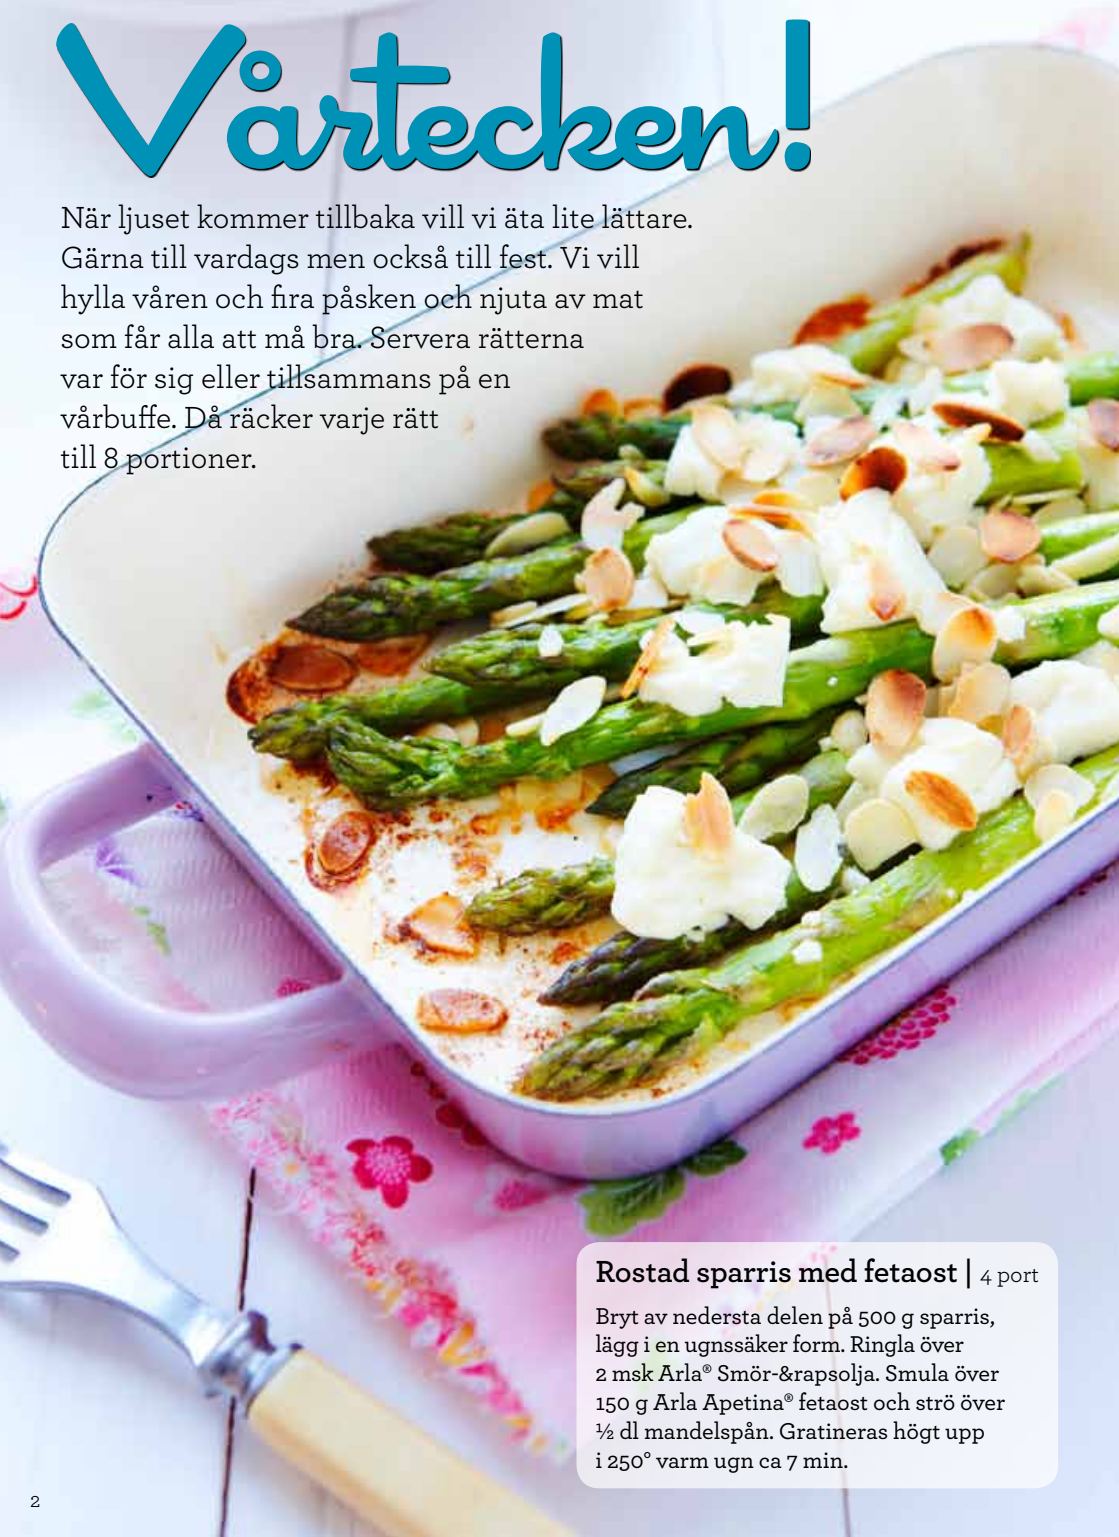 Vårtecken!
När ljuset kommer tillbaka vill vi äta lite lättare.
Gärna till vardags men också till fest. Vi vill
hylla våren och fira påsken och njuta av mat
som får alla att må bra. Servera rätterna
var för sig eller tillsammans på en
vårbuffe. Då räcker varje rätt
till 8 portioner.
Rostad sparris med fetaost | 4 port
Bryt av nedersta delen på 500 g sparris,
lägg i en ugnssäker form. Ringla över
2 msk Arla® Smör-&rapsolja. Smula över
150 g Arla Apetina® fetaost och strö över
½ dl mandelspån. Gratineras högt upp
i 250° varm ugn ca 7 min.
2